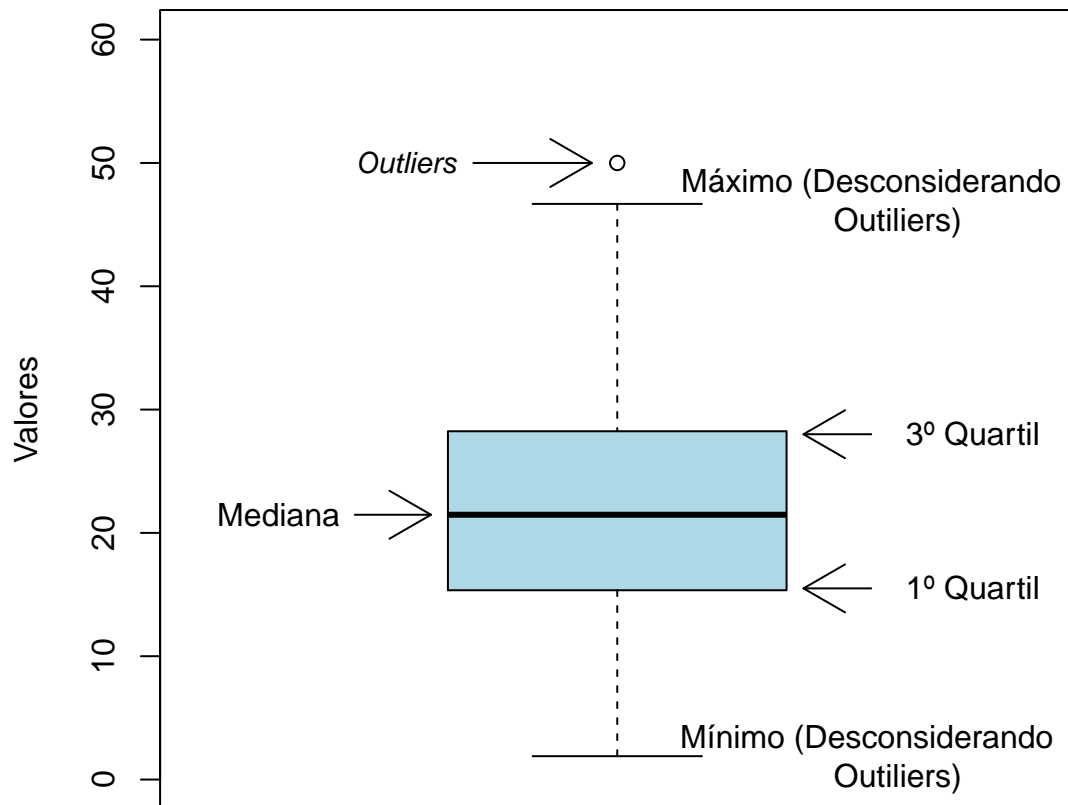 60
Outliers
50
Máximo (Desconsiderando
Outiliers)
40
Valores
30
3º Quartil
Mediana
20
1º Quartil
10
Mínimo (Desconsiderando
Outiliers)
0